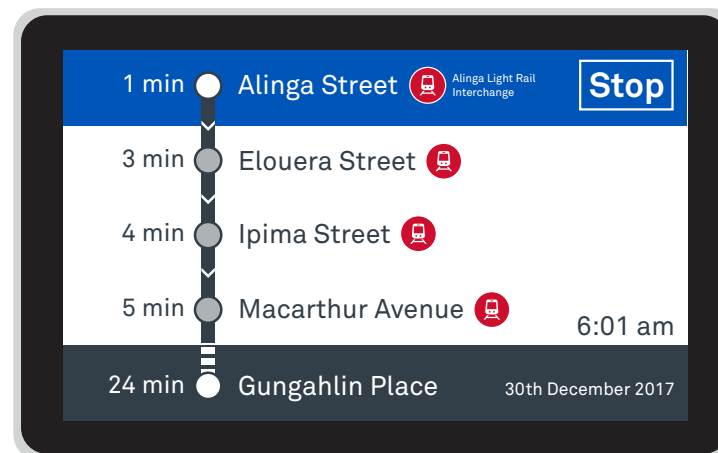 1 min Alinga Street Alinga Light Rail Interchange Stop
3 min Elouera Street
4 min Ipima Street
5 min Macarthur Avenue
6:01 am
24 min Gungahlin Place 30th December 2017